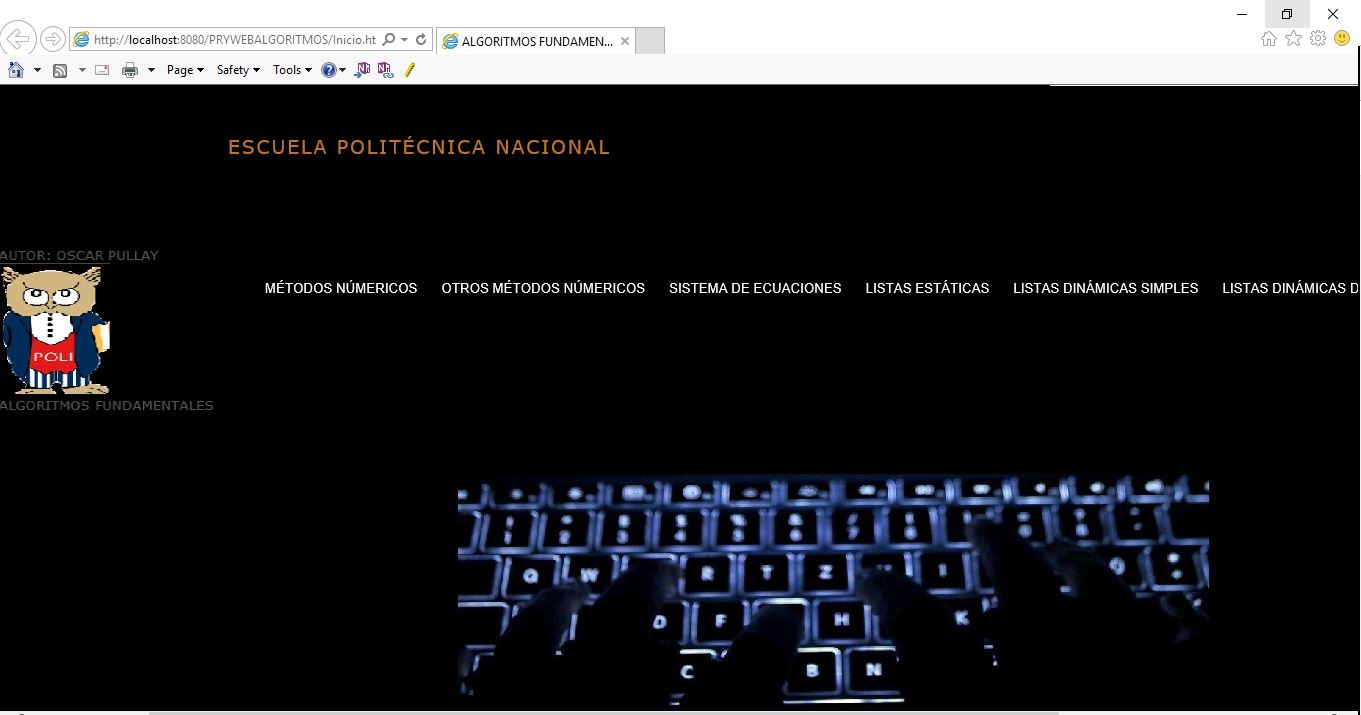 http://localhost:8080/PRYWEBALGORITMOS/Inicio.ht
ALGORITMOS FUNDAMEN...
Page Safety Tools
ESCUELA POLITÉCNICA NACIONAL
AUTOR: OSCAR PULLAY
MÉTODOS NÚMERICOS OTROS MÉTODOS NÚMERICOS SISTEMA DE ECUACIONES LISTAS ESTÁTICAS LISTAS DINÁMICAS SIMPLES LISTAS DINÁMICAS D
POLI
ALGORITMOS FUNDAMENTALES
Q W R T Z I O
D F H K
C B N